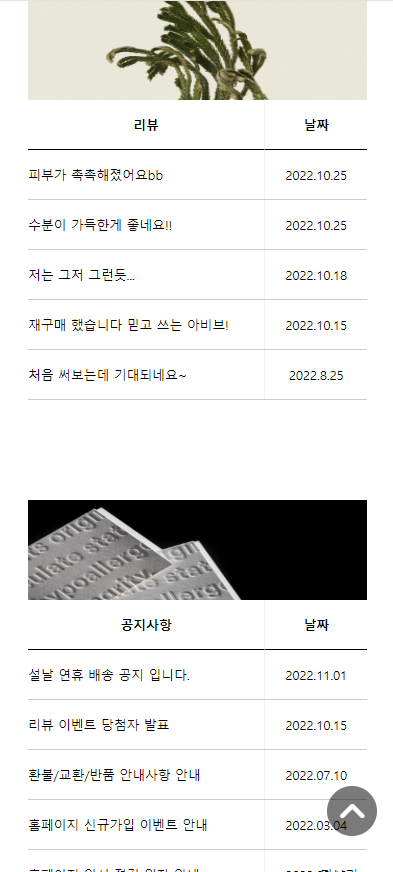 리뷰 날짜
피부가 촉촉해졌어요bb 2022.10.25
수분이 가득한게 좋네요!! 2022.10.25
저는 그저 그런듯... 2022.10.18
재구매 했습니다 믿고 쓰는 아비브! 2022.10.15
처음 써보는데 기대되네요~ 2022.8.25
공지사항 날짜
설날 연휴 배송 공지 입니다. 2022.11.01
리뷰 이벤트 당첨자 발표 2022.10.15
환불/교환/반품 안내사항 안내 2022.07.10
홈페이지 신규가입 이벤트 안내 2022.03.04